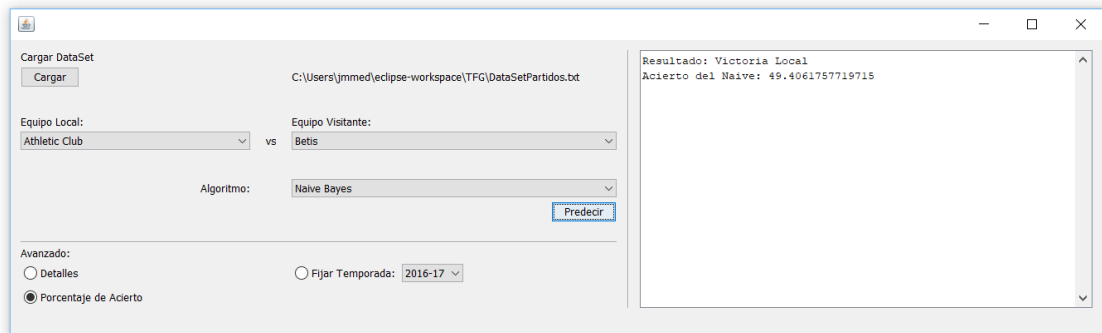 Cargar DataSet
Cargar
C:\Users\jmmed\eclipse-workspace\TFG\DataSetPartidos.txt
Equipo Local:
Equipo Visitante:
Athletic Club
vs
Betis
Algoritmo:
Naive Bayes
Predecir
Avanzado:
Detalles
Fijar Temporada:
2016-17
Porcentaje de Acierto
Resultado: Victoria Local
Acierto del Naive: 49.4061757719715